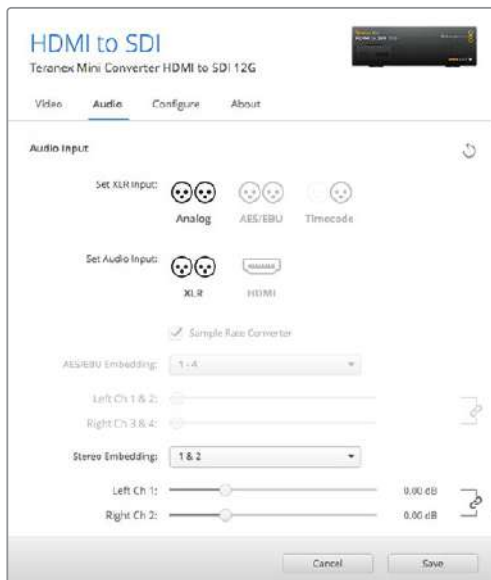 HDMI to SDI
Teranex Mini Converter HDMI to SDI 12G
Video Audio Configure About
Audio Input
Set XLR Input:
Analog AES/EBU Timecode
Set Audio Input:
XLR HDMI
Sample Rate Converter
AES/EBU Embedding: 1 - 4
Left Ch 1 & 2:
Right Ch 3 & 4:
Stereo Embedding: 1 & 2
Left Ch 1: 0.00 dB
Right Ch 2: 0.00 dB
Cancel Save